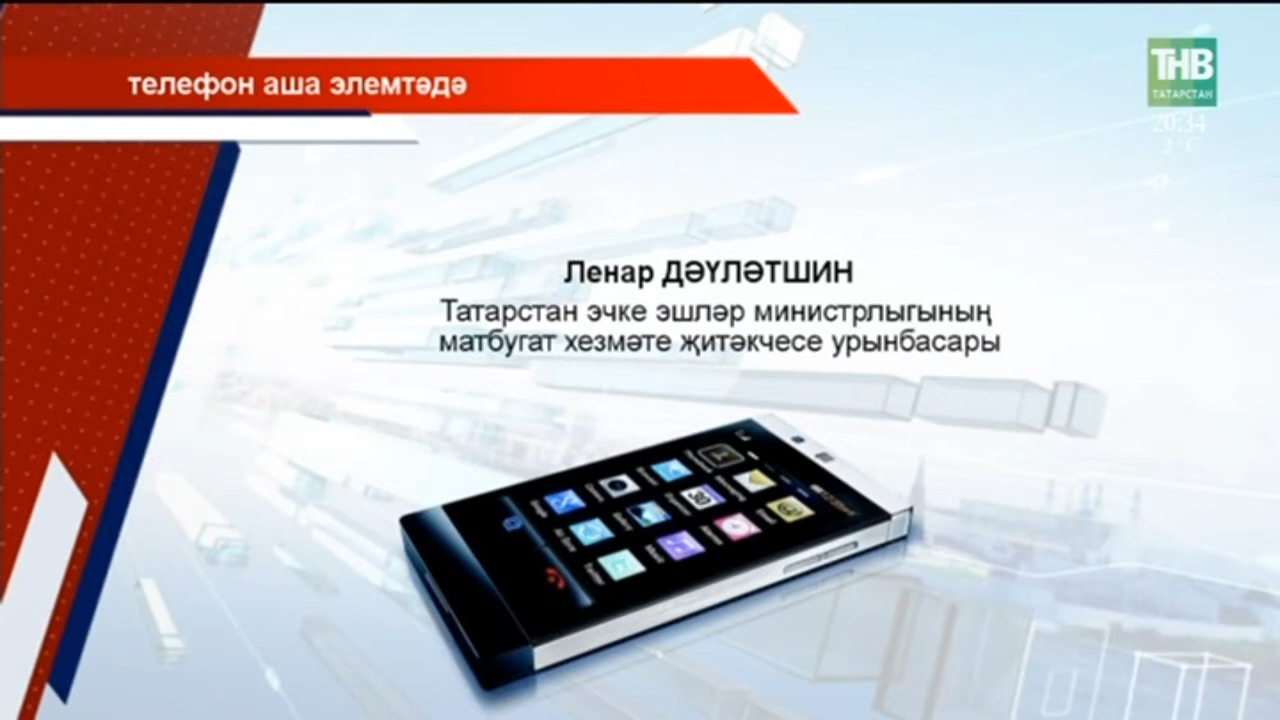 телефон аша элемтәдә
ТНВ
ТАТАРСТАН
20:34
Ленар ДӘҮЛӘТШИН
Татарстан эчке эшләр министрлыгының
матбугат хезмәте җитәкчесе урынбасары